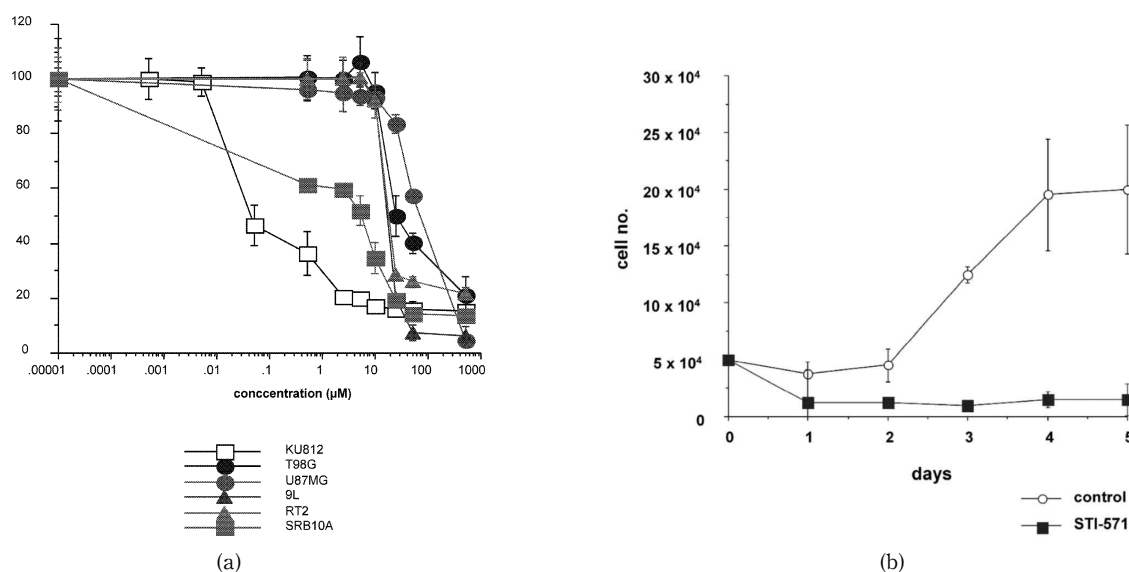 120
100
80
60
40
20
0
.00001 .0001 .001 .01 .1 1 10 100 1000
conccentration (µM)
KU812
T98G
U87MG
9L
RT2
SRB10A
(a)
30 x 10⁴
25 x 10⁴
20 x 10⁴
15 x 10⁴
10 x 10⁴
5 x 10⁴
0
cell no.
0 1 2 3 4 5
days
control
STI-571
(b)